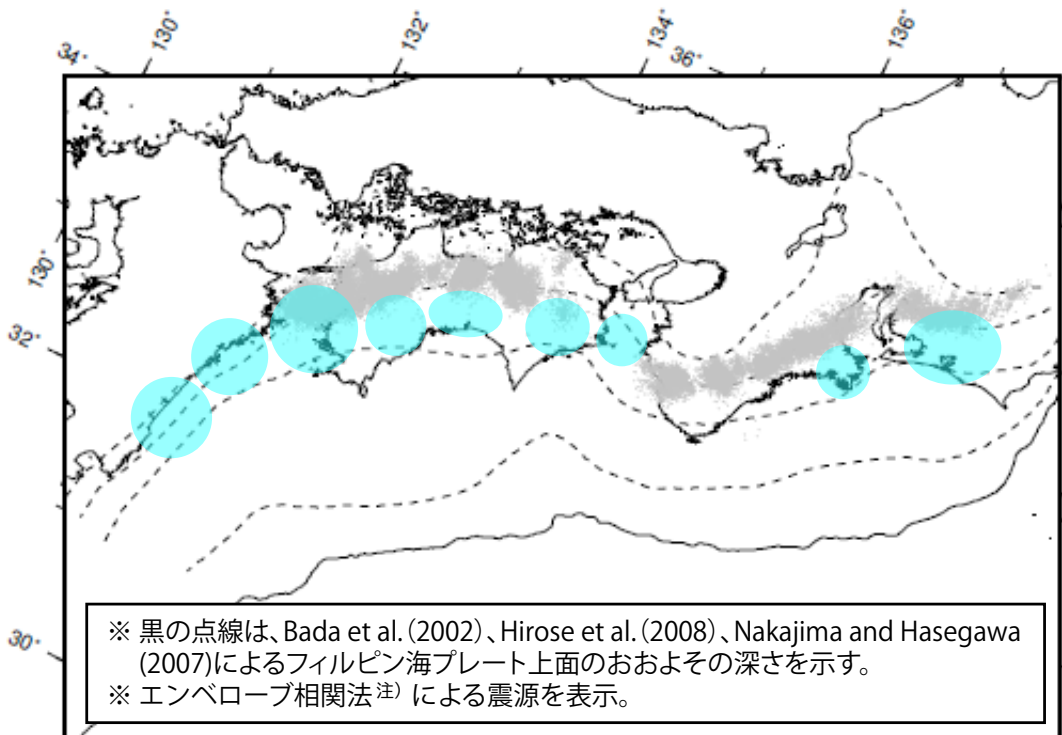 34° 130° 132° 134° 36° 136°
130°
32°
30°
※ 黒の点線は、Bada et al.(2002)、Hirose et al.(2008)、Nakajima and Hasegawa
(2007)によるフィルピン海プレート上面のおおよその深さを示す。
※ エンベローブ相関法注) による震源を表示。